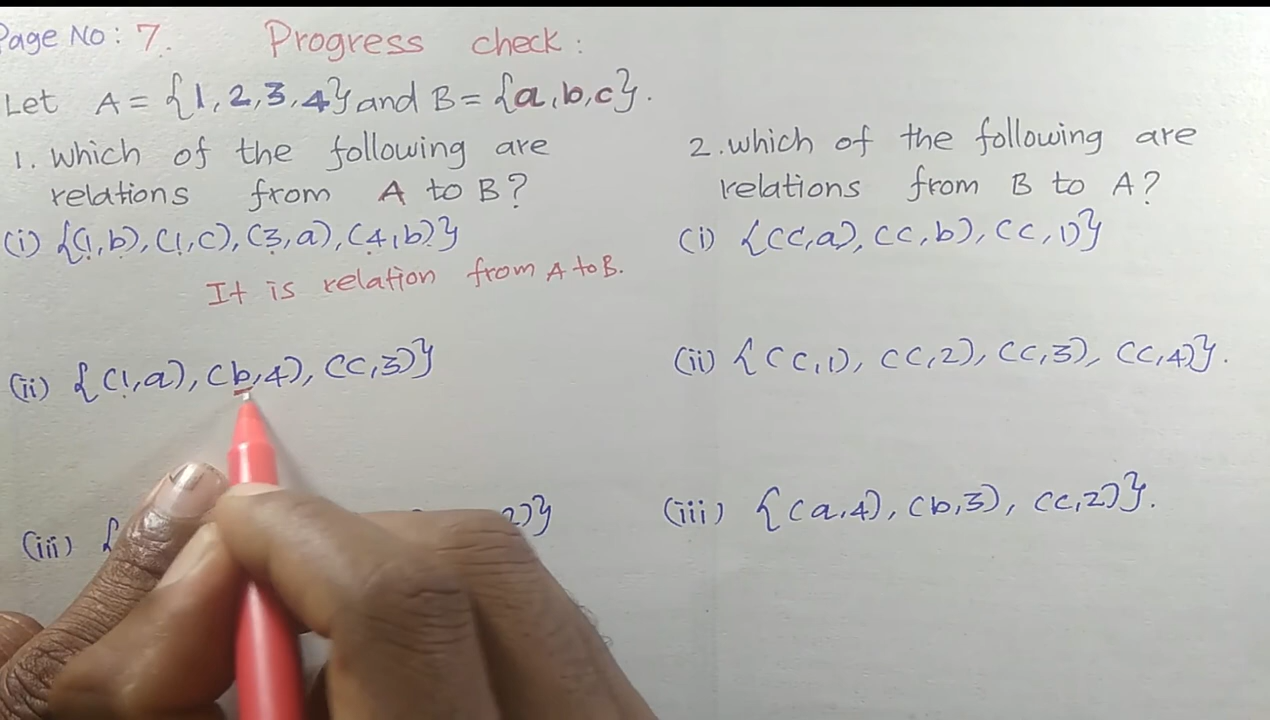 Page No: 7. Progress check:
Let A = {1, 2, 3, 4} and B = {a, b, c}.
1. Which of the following are
relations from A to B?
(i) {(1, b), (1, c), (3, a), (4, b)}
It is relation from A to B.
(ii) {(1, a), (b, 4), (c, 3)}
(iii) {
2)}
2. which of the following are
relations from B to A?
(i) {(c, a), (c, b), (c, 1)}
(ii) {(c, 1), (c, 2), (c, 3), (c, 4)}.
(iii) {(a, 4), (b, 3), (c, 2)}.